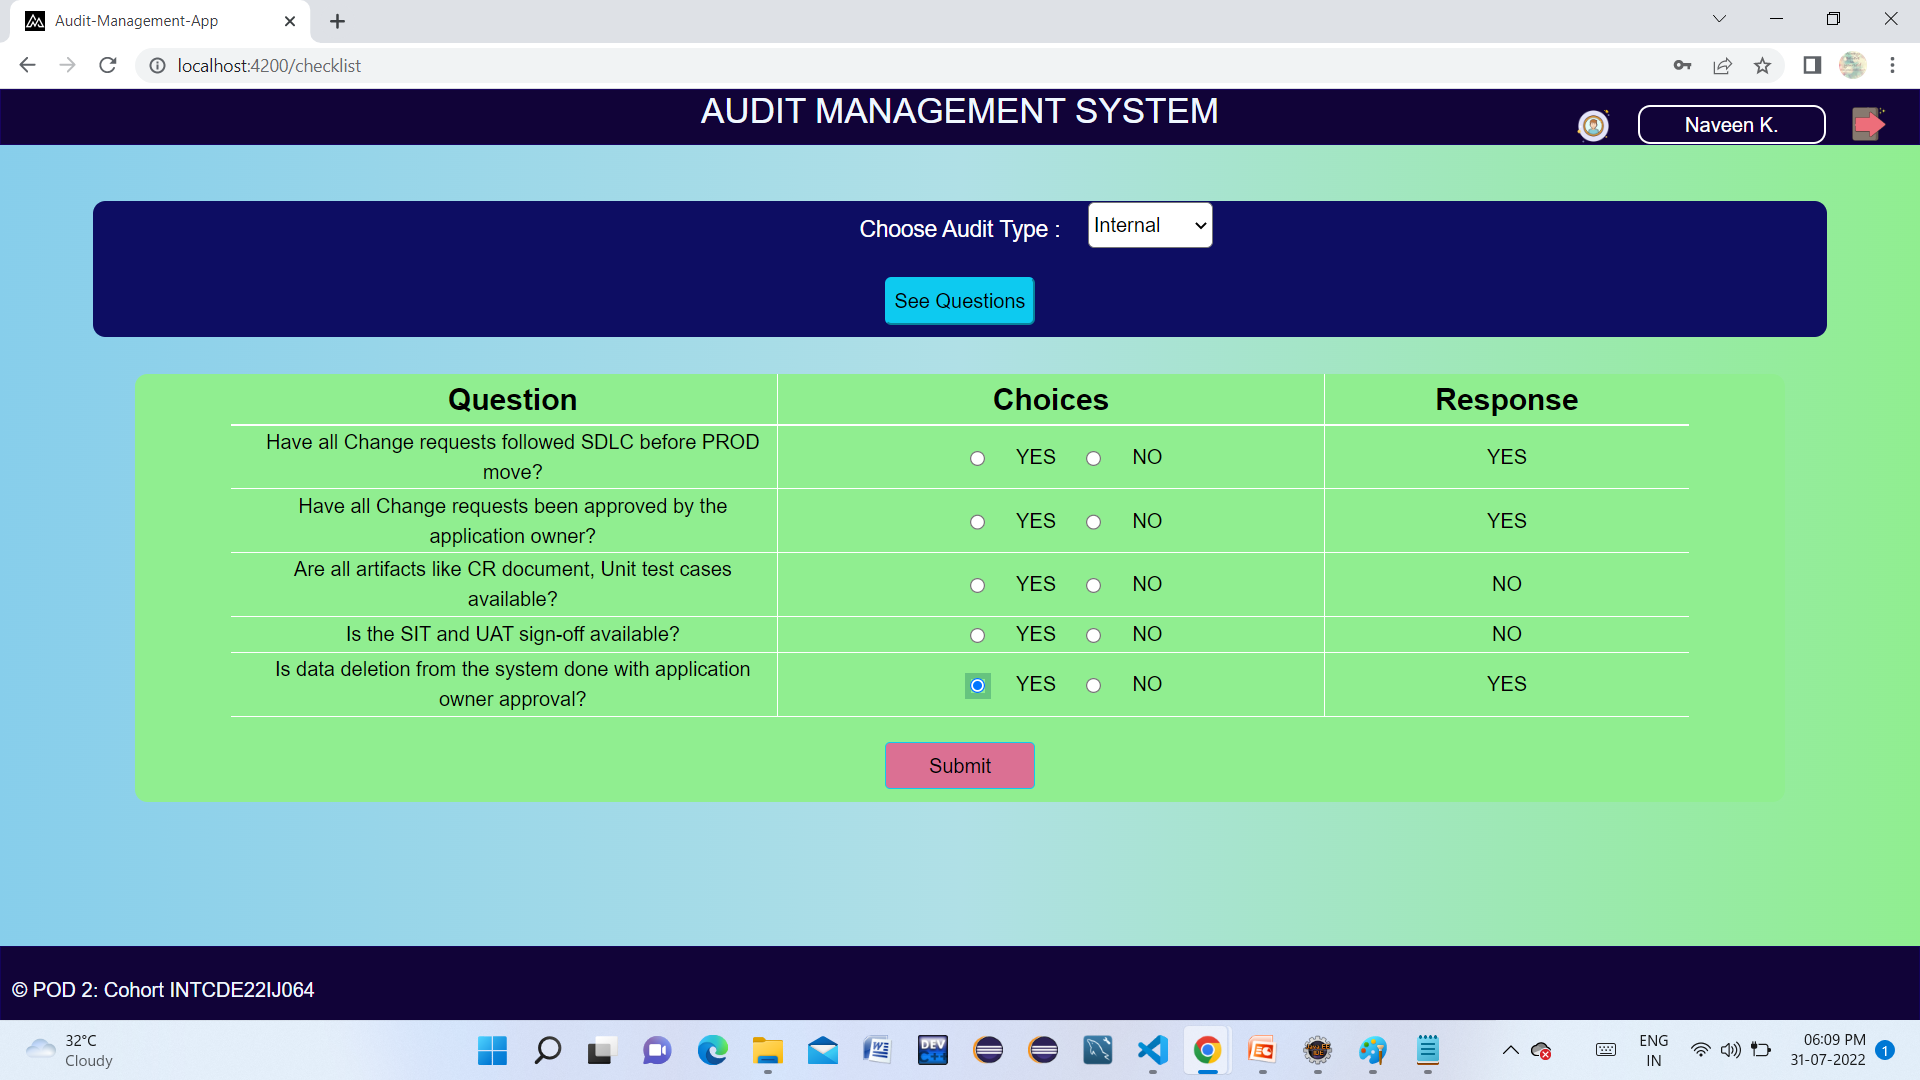 Audit-Management-App
localhost:4200/checklist
AUDIT MANAGEMENT SYSTEM
Naveen K.
Choose Audit Type :
Internal
See Questions
Question Choices Response
Have all Change requests followed SDLC before PROD
move?
YES NO YES
Have all Change requests been approved by the
application owner?
YES NO YES
Are all artifacts like CR document, Unit test cases
available?
YES NO NO
Is the SIT and UAT sign-off available? YES NO NO
Is data deletion from the system done with application
owner approval?
YES NO YES
Submit
© POD 2: Cohort INTCDE22IJ064
32°C
Cloudy
DEV
C++
ENG
IN
06:09 PM
31-07-2022
1